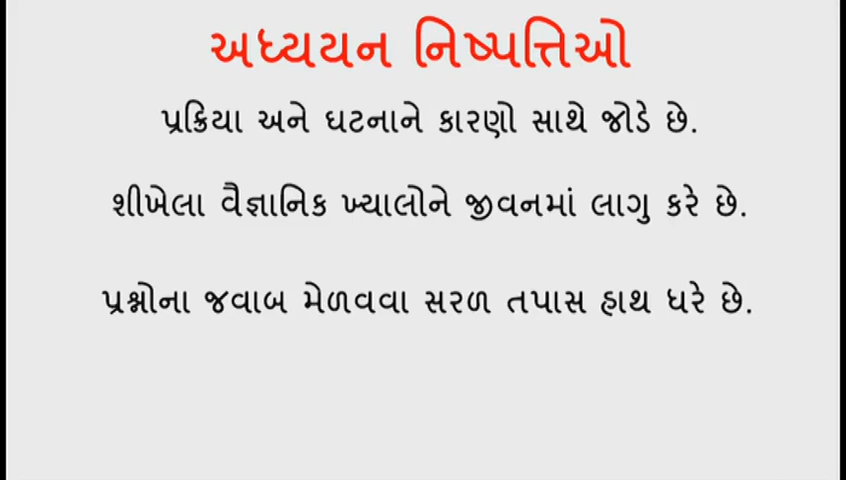 અધ્યયન નિષ્પત્તિઓ
પ્રક્રિયા અને ઘટનાને કારણો સાથે જોડે છે.
શીખેલા વૈજ્ઞાનિક ખ્યાલોને જીવનમાં લાગુ કરે છે.
પ્રશ્નોના જવાબ મેળવવા સરળ તપાસ હાથ ધરે છે.